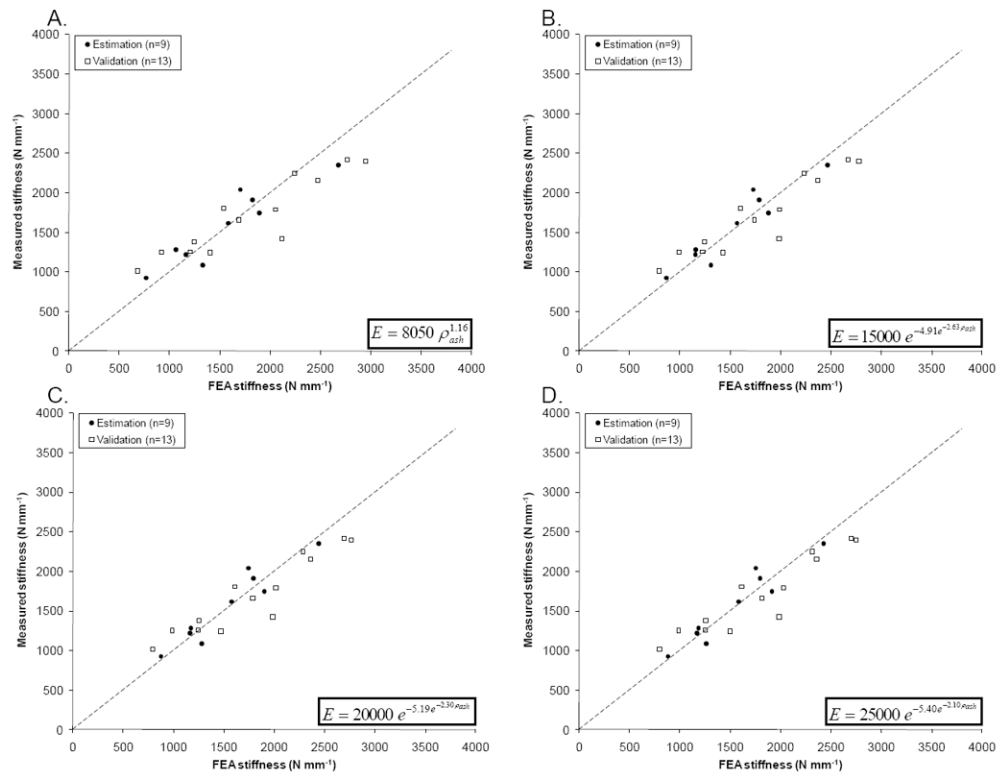 A.
4000
3500
3000
2500
2000
1500
1000
500
0
Measured stiffness (N mm⁻¹)
Estimation (n=9)
Validation (n=13)
E = 8050 ρ_ash^1.16
0 500 1000 1500 2000 2500 3000 3500 4000
FEA stiffness (N mm⁻¹)
B.
4000
3500
3000
2500
2000
1500
1000
500
0
Measured stiffness (N mm⁻¹)
Estimation (n=9)
Validation (n=13)
E = 15000 e^(-4.91e^(-2.63ρ_ash))
0 500 1000 1500 2000 2500 3000 3500 4000
FEA stiffness (N mm⁻¹)
C.
4000
3500
3000
2500
2000
1500
1000
500
0
Measured stiffness (N mm⁻¹)
Estimation (n=9)
Validation (n=13)
E = 20000 e^(-5.19e^(-2.30ρ_ash))
0 500 1000 1500 2000 2500 3000 3500 4000
FEA stiffness (N mm⁻¹)
D.
4000
3500
3000
2500
2000
1500
1000
500
0
Measured stiffness (N mm⁻¹)
Estimation (n=9)
Validation (n=13)
E = 25000 e^(-5.40e^(-2.10ρ_ash))
0 500 1000 1500 2000 2500 3000 3500 4000
FEA stiffness (N mm⁻¹)